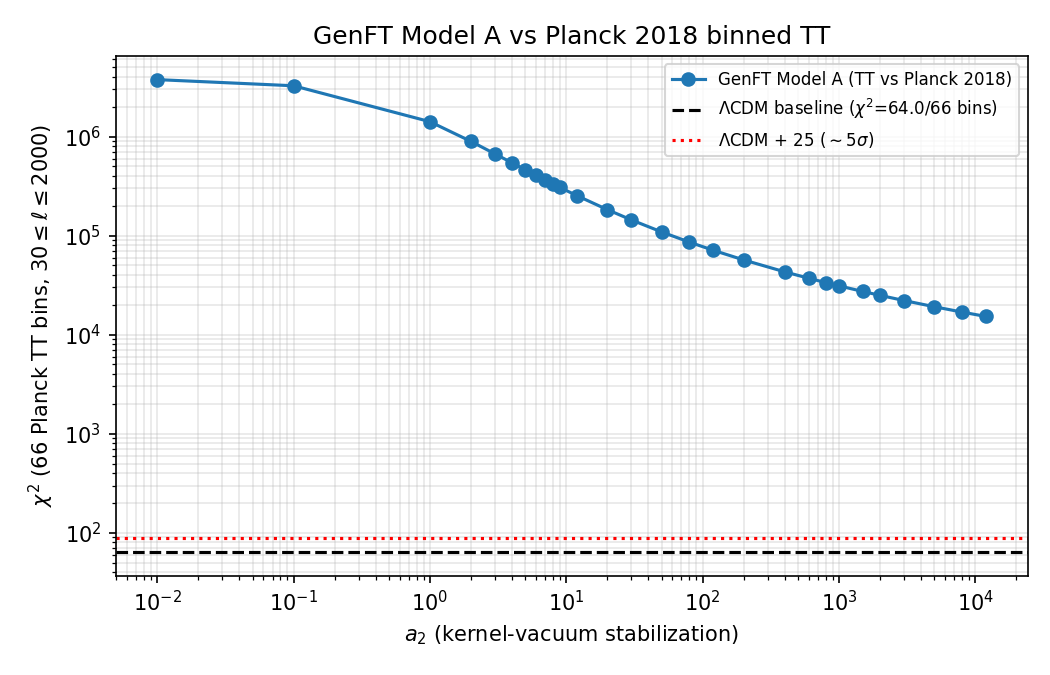 GenFT Model A vs Planck 2018 binned TT
GenFT Model A (TT vs Planck 2018)
ΛCDM baseline (χ²=64.0/66 bins)
ΛCDM + 25 (∼5σ)
χ² (66 Planck TT bins, 30 ≤ ℓ ≤ 2000)
10⁶
10⁵
10⁴
10³
10²
10⁻²
10⁻¹
10⁰
10¹
10²
10³
10⁴
a₂ (kernel-vacuum stabilization)